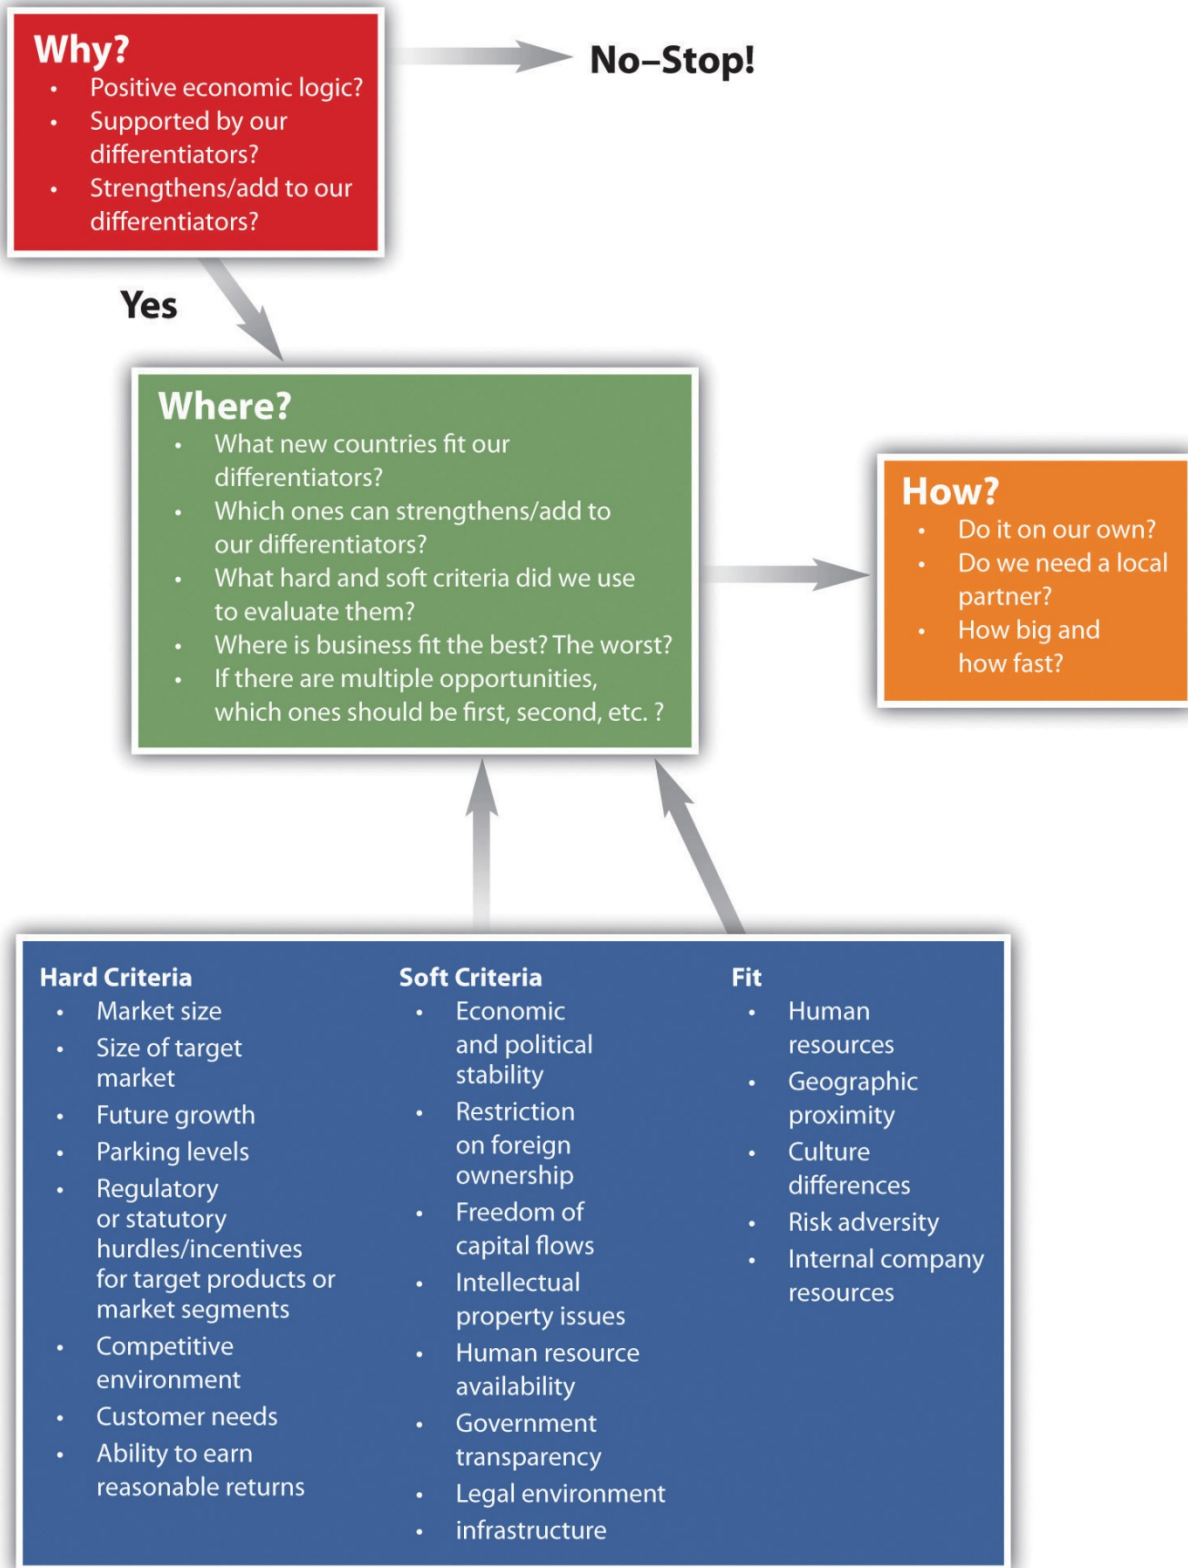 Why?
• Positive economic logic?
• Supported by our
differentiators?
• Strengthens/add to our
differentiators?
No–Stop!
Yes
Where?
• What new countries fit our
differentiators?
• Which ones can strengthens/add to
our differentiators?
• What hard and soft criteria did we use
to evaluate them?
• Where is business fit the best? The worst?
• If there are multiple opportunities,
which ones should be first, second, etc. ?
How?
• Do it on our own?
• Do we need a local
partner?
• How big and
how fast?
Hard Criteria
• Market size
• Size of target
market
• Future growth
• Parking levels
• Regulatory
or statutory
hurdles/incentives
for target products or
market segments
• Competitive
environment
• Customer needs
• Ability to earn
reasonable returns
Soft Criteria
• Economic
and political
stability
• Restriction
on foreign
ownership
• Freedom of
capital flows
• Intellectual
property issues
• Human resource
availability
• Government
transparency
• Legal environment
• infrastructure
Fit
• Human
resources
• Geographic
proximity
• Culture
differences
• Risk adversity
• Internal company
resources